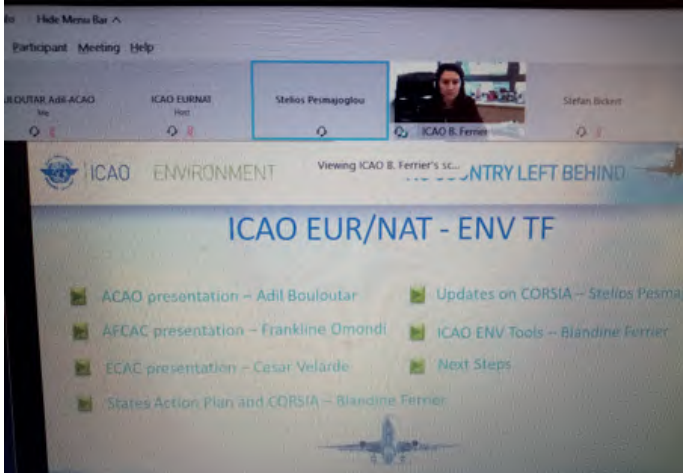 Hide Menu Bar ^
Participant Meeting Help
Adil-ACAO
Me
ICAO EURNAT
Host
Stelios Pesmajoglou
ICAO B. Ferrier
Stefan Bickert
Viewing ICAO B. Ferrier's sc...
ICAO ENVIRONMENT
NTRY LEFT BEHIND
ICAO EUR/NAT - ENV TF
ACAO presentation – Adil Bouloutar
AFCAC presentation – Frankline Omondi
ECAC presentation – Cesar Velarde
States Action Plan and CORSIA – Blandine Ferrier
Updates on CORSIA – Stelios Pesma
ICAO ENV Tools – Blandine Ferrier
Next Steps